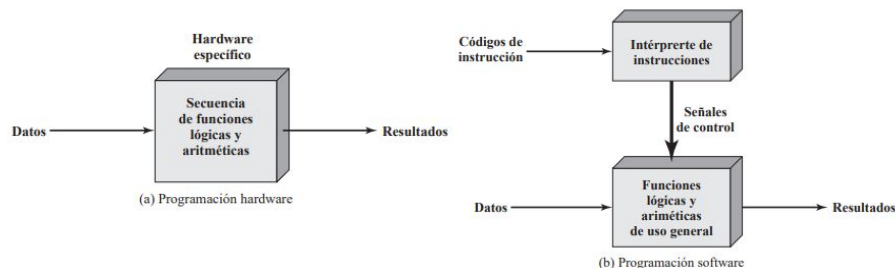 Hardware
específico
Secuencia
de funciones
lógicas y
aritméticas
Datos
Resultados
(a) Programación hardware
Códigos de
instrucción
Intérprerte de
instrucciones
Señales
de control
Datos
Funciones
lógicas y
ariméticas
de uso general
Resultados
(b) Programación software